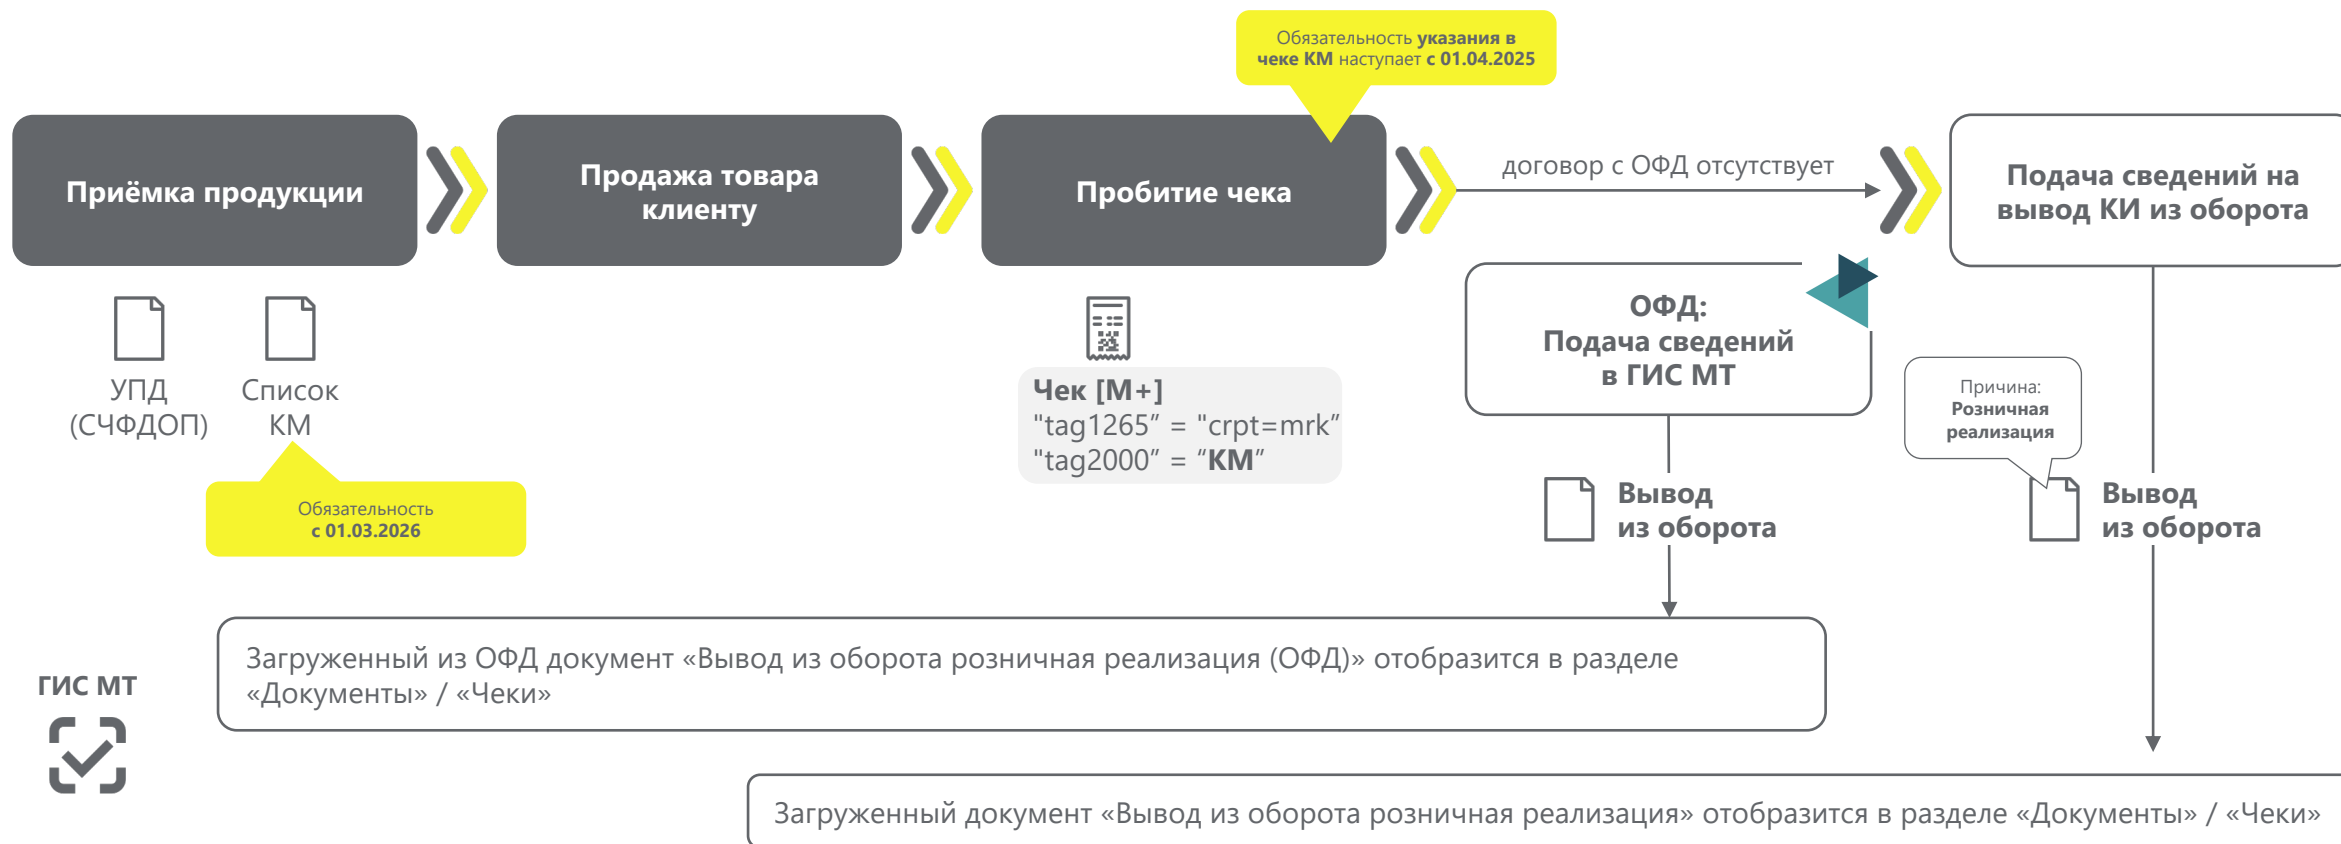 Обязательность указания в
чеке КМ наступает с 01.04.2025
Приёмка продукции
Продажа товара
клиенту
Пробитие чека
договор с ОФД отсутствует
Подача сведений на
вывод КИ из оборота
УПД
(СЧФДОП)
Список
КМ
Обязательность
с 01.03.2026
Чек [M+]
"tag1265” = "crpt=mrk”
"tag2000” = “КМ”
ОФД:
Подача сведений
в ГИС МТ
Причина:
Розничная
реализация
Вывод
из оборота
Вывод
из оборота
ГИС МТ
Загруженный из ОФД документ «Вывод из оборота розничная реализация (ОФД)» отобразится в разделе
«Документы» / «Чеки»
Загруженный документ «Вывод из оборота розничная реализация» отобразится в разделе «Документы» / «Чеки»